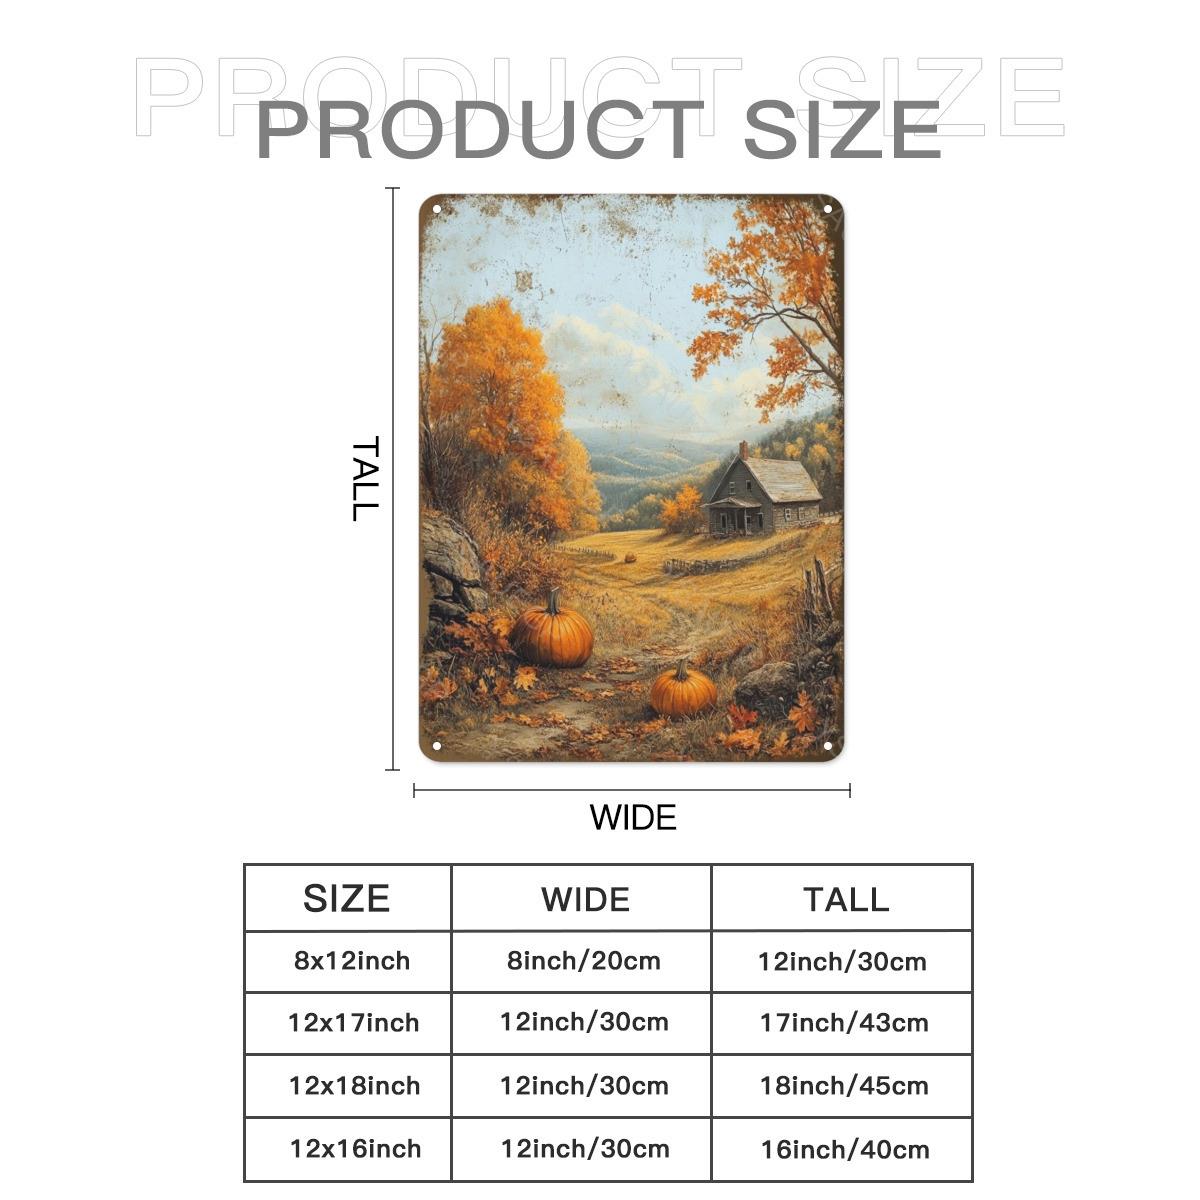 PRODUCT SIZE
PRODUCT SIZE
TALL
WIDE
SIZE WIDE TALL
8x12inch 8inch/20cm 12inch/30cm
12x17inch 12inch/30cm 17inch/43cm
12x18inch 12inch/30cm 18inch/45cm
12x16inch 12inch/30cm 16inch/40cm